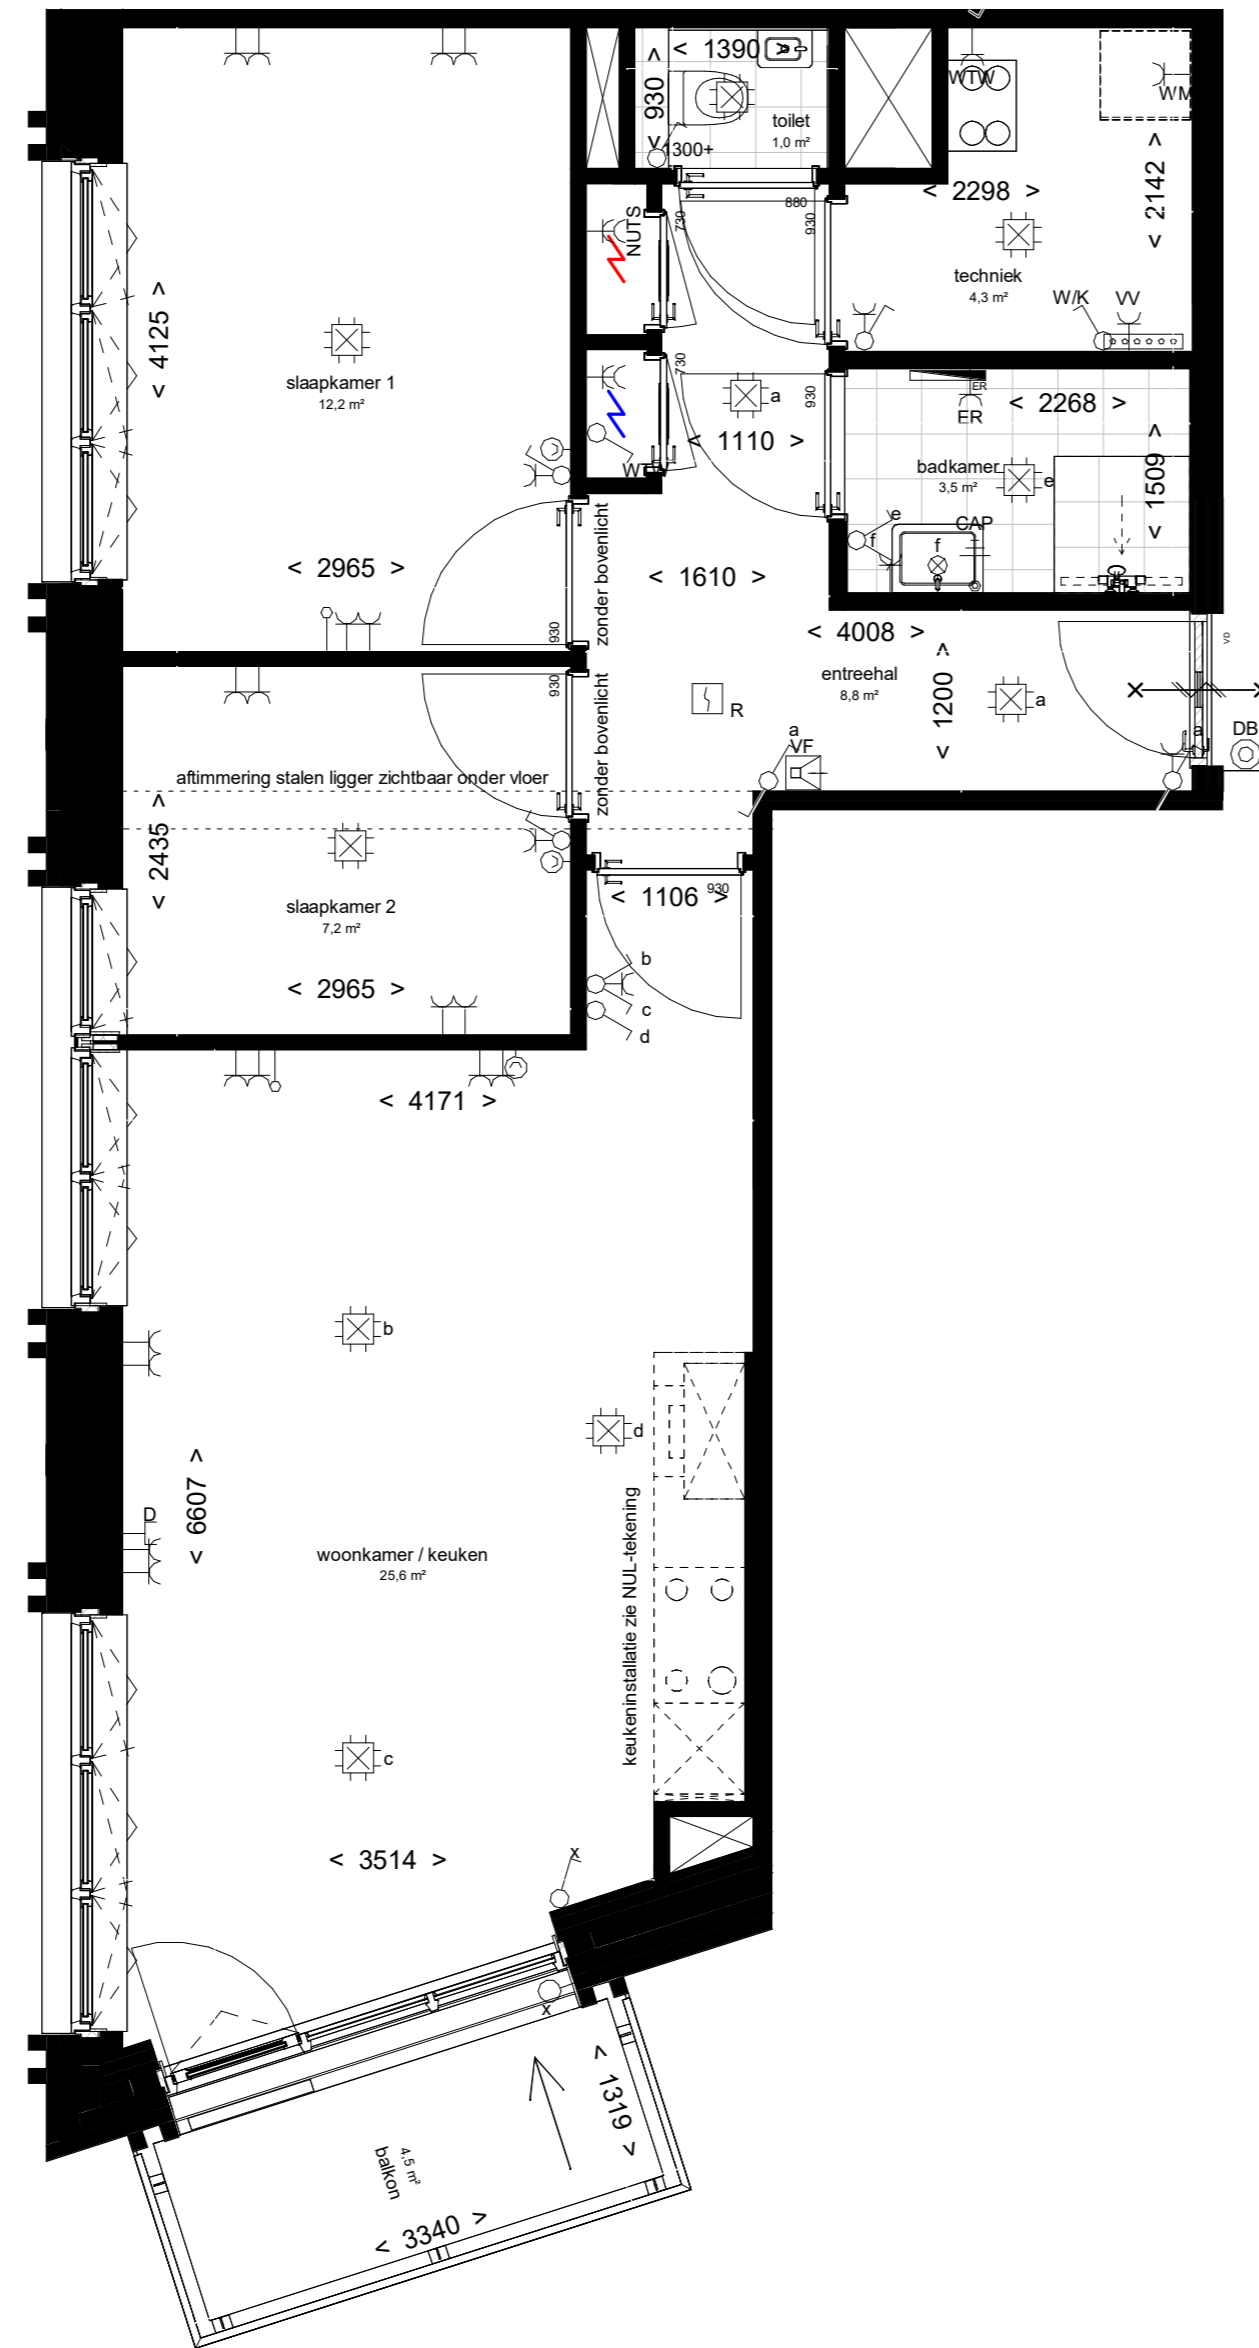 < 1390 >
< 930 >
toilet
1,0 m²
1300+
WTW
WM
< 2298 >
< 2142 >
NUTS
730
880
930
techniek
4,3 m²
W/K
VV
< 4125 >
slaapkamer 1
12,2 m²
730
930
a
ER
ER
< 2268 >
< 1110 >
badkamer
3,5 m²
e
< 1509 >
e
f
f
CAP
< 2965 >
zonder bovenlicht
< 1610 >
930
< 4008 >
entreehal
8,8 m²
< 1200 >
a
VD
930
zonder bovenlicht
R
a
VF
a
DB
aftimmering stalen ligger zichtbaar onder vloer
< 2435 >
slaapkamer 2
7,2 m²
< 1106 >
930
< 2965 >
b
c
d
< 4171 >
b
d
D
< 6607 >
woonkamer / keuken
25,6 m²
keukeninstallatie zie NUL-tekening
c
< 3514 >
x
x
< 1319 >
4,5 m²
balkon
< 3340 >